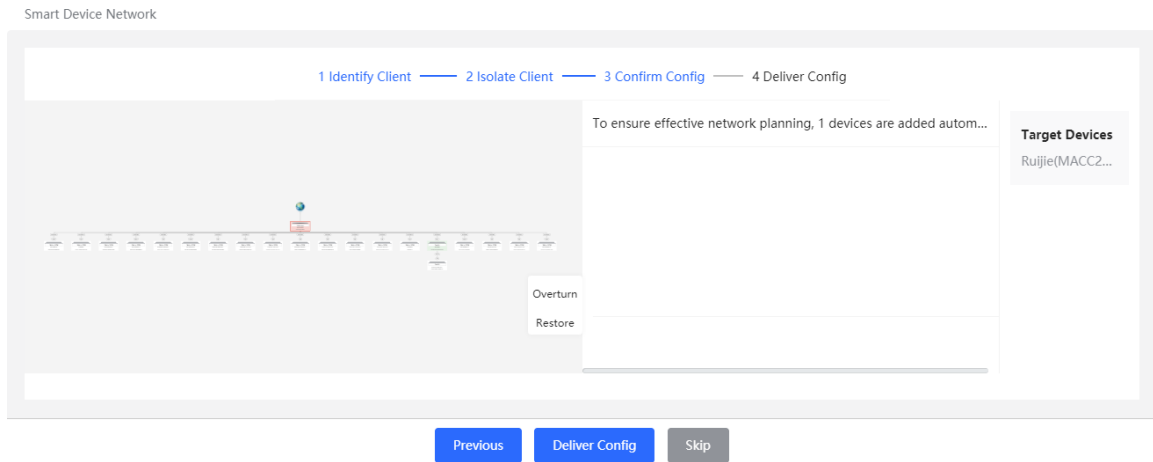 Smart Device Network
1 Identify Client
2 Isolate Client
3 Confirm Config
4 Deliver Config
To ensure effective network planning, 1 devices are added autom...
Target Devices
Ruijie(MACC2...
Overturn
Restore
Previous
Deliver Config
Skip